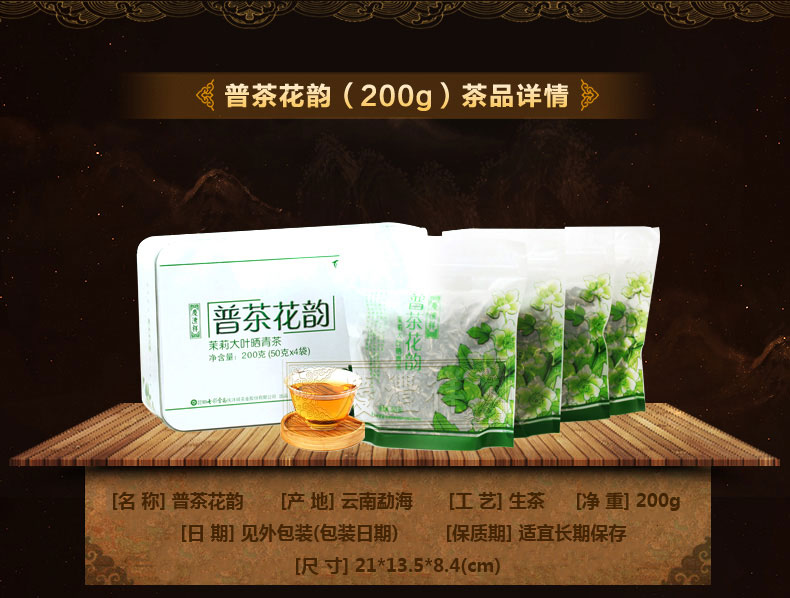 普茶花韵（200g）茶品详情
普茶花韵
茉莉大叶晒青茶
净含量：200克(50克x4袋)
普茶花韵
[名 称] 普茶花韵 [产 地] 云南勐海 [工 艺] 生茶 [净 重] 200g
[日 期] 见外包装(包装日期) [保质期] 适宜长期保存
[尺 寸] 21*13.5*8.4(cm)